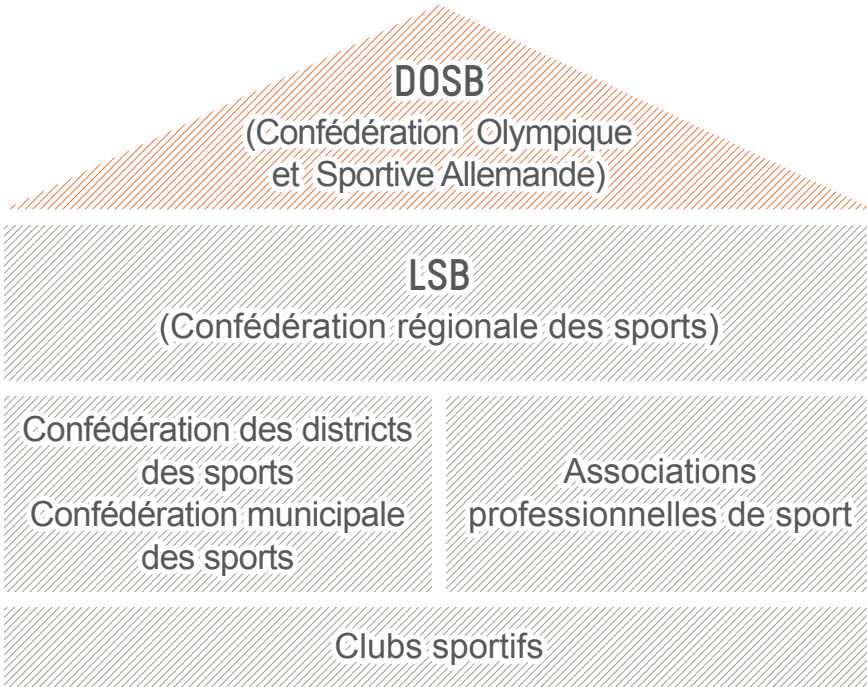 DOSB
(Confédération Olympique
et Sportive Allemande)
LSB
(Confédération régionale des sports)
Confédération des districts
des sports
Confédération municipale
des sports
Associations
professionnelles de sport
Clubs sportifs